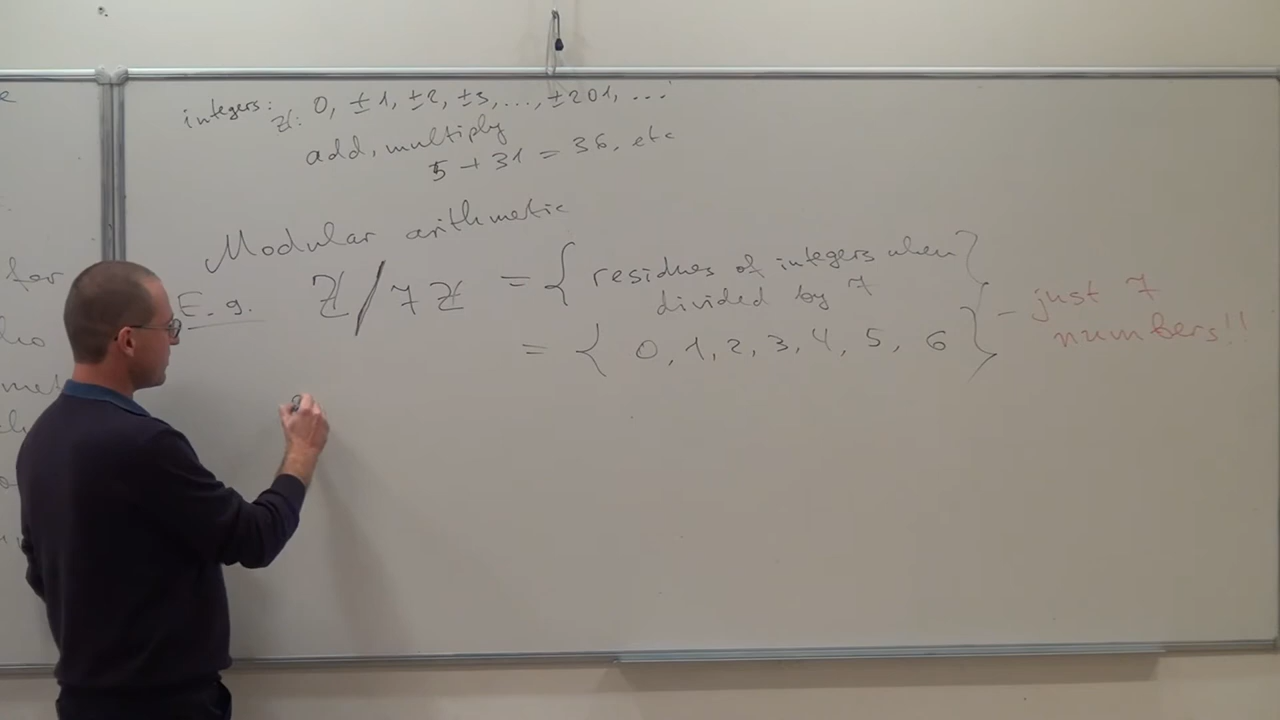 integers: ℤ: 0, ±1, ±2, ±3, ..., ±201, ...
add, multiply
5 + 31 = 36, etc
Modular arithmetic
E.g. ℤ/7ℤ = { residues of integers when
divided by 7 }
= { 0, 1, 2, 3, 4, 5, 6 } - just 7
numbers!!
for